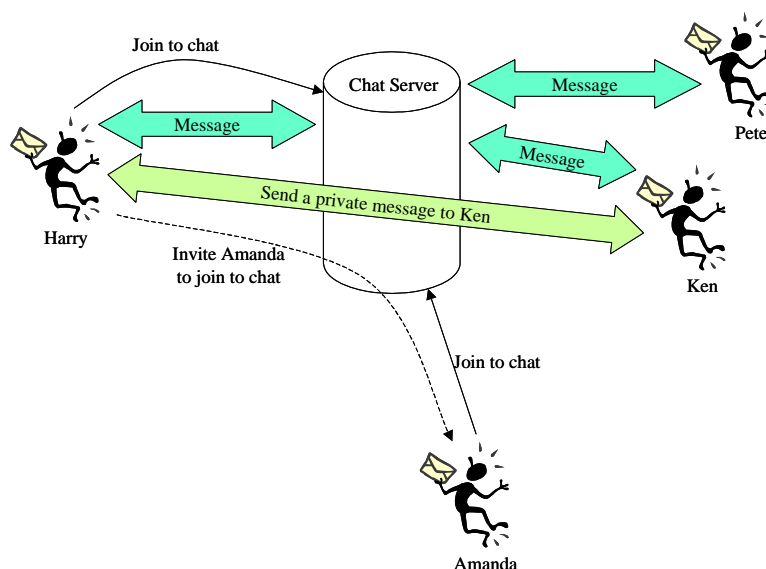 Join to chat
Chat Server
Message
Pete
Message
Message
Send a private message to Ken
Harry
Invite Amanda
to join to chat
Ken
Join to chat
Amanda